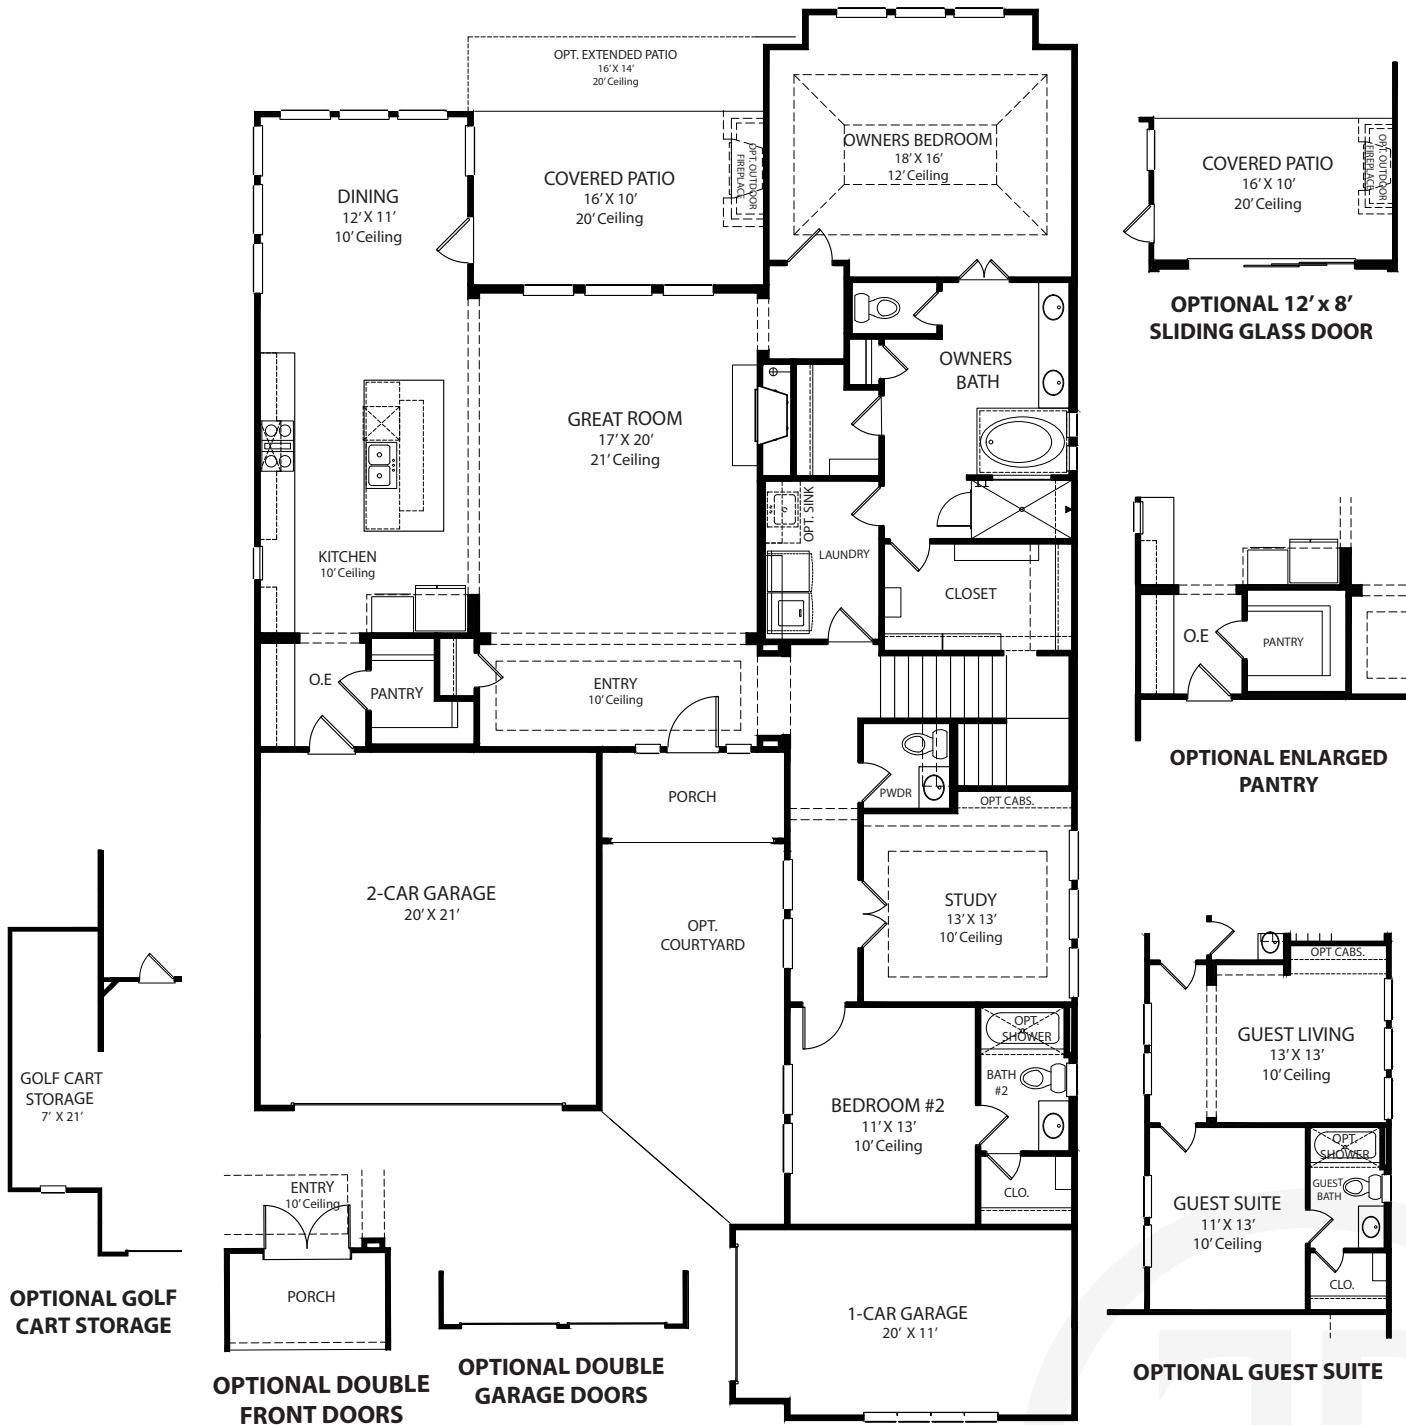 OPT. EXTENDED PATIO
16' X 14'
20' Ceiling
OWNERS BEDROOM
18' X 16'
12' Ceiling
COVERED PATIO
16' X 10'
20' Ceiling
OPT. OUTDOOR
FIREPLACE
DINING
12' X 11'
10' Ceiling
COVERED PATIO
16' X 10'
20' Ceiling
OPT. OUTDOOR
FIREPLACE
OPTIONAL 12' x 8'
SLIDING GLASS DOOR
OWNERS
BATH
GREAT ROOM
17' X 20'
21' Ceiling
OPT. SINK
LAUNDRY
KITCHEN
10' Ceiling
CLOSET
O.E
PANTRY
ENTRY
10' Ceiling
O.E
PANTRY
OPTIONAL ENLARGED
PANTRY
PORCH
PWDR
OPT CABS.
2-CAR GARAGE
20' X 21'
OPT.
COURTYARD
STUDY
13' X 13'
10' Ceiling
OPT CABS.
GUEST LIVING
13' X 13'
10' Ceiling
OPT.
SHOWER
BATH
#2
BEDROOM #2
11' X 13'
10' Ceiling
CLO.
GOLF CART
STORAGE
7' X 21'
OPTIONAL GOLF
CART STORAGE
ENTRY
10' Ceiling
PORCH
OPTIONAL DOUBLE
FRONT DOORS
OPTIONAL DOUBLE
GARAGE DOORS
1-CAR GARAGE
20' X 11'
OPT.
SHOWER
GUEST
BATH
GUEST SUITE
11' X 13'
10' Ceiling
CLO.
OPTIONAL GUEST SUITE